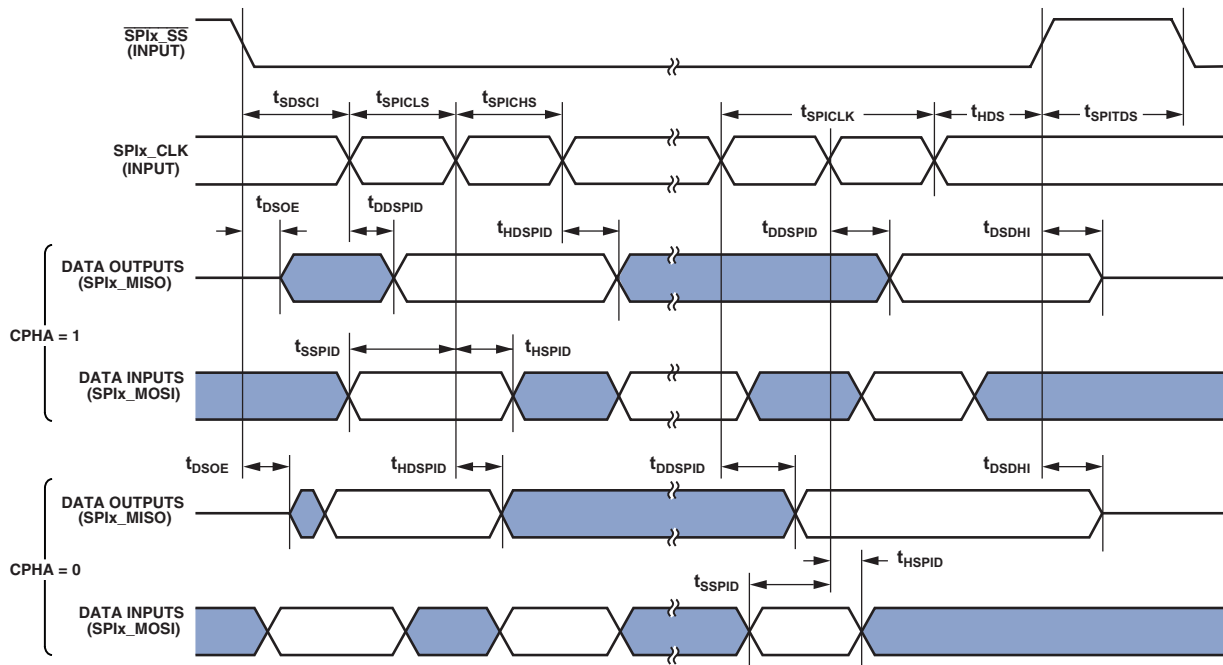 SPIx_SS
(INPUT)
tSDSCI
tSPICLS
tSPICHS
tSPICLK
tHDS
tSPITDS
SPIx_CLK
(INPUT)
tDSOE
tDDSPID
tHDSPID
tDDSPID
tDSDHI
DATA OUTPUTS
(SPIx_MISO)
CPHA = 1
tSSPID
tHSPID
DATA INPUTS
(SPIx_MOSI)
tDSOE
tHDSPID
tDDSPID
tDSDHI
DATA OUTPUTS
(SPIx_MISO)
CPHA = 0
tHSPID
tSSPID
DATA INPUTS
(SPIx_MOSI)